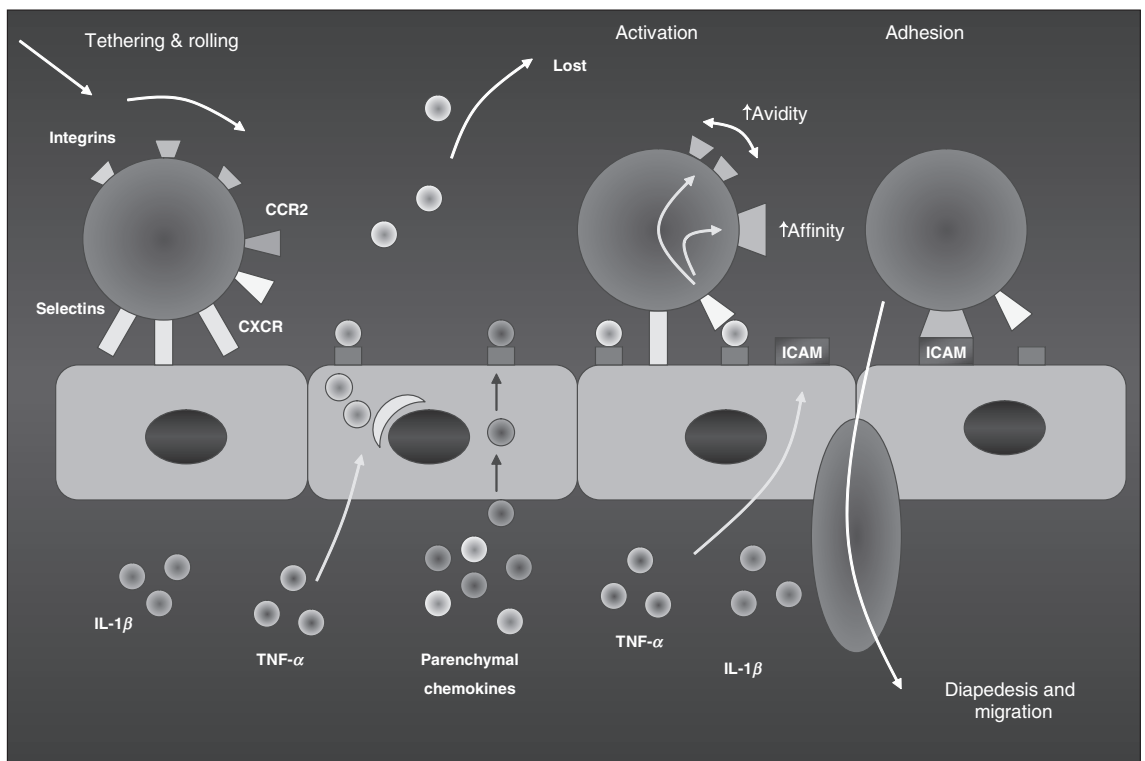 Tethering & rolling
Activation
Adhesion
Lost
↑Avidity
Integrins
CCR2
↑Affinity
Selectins
CXCR
ICAM
ICAM
IL-1β
TNF-α
Parenchymal
chemokines
TNF-α
IL-1β
Diapedesis and
migration